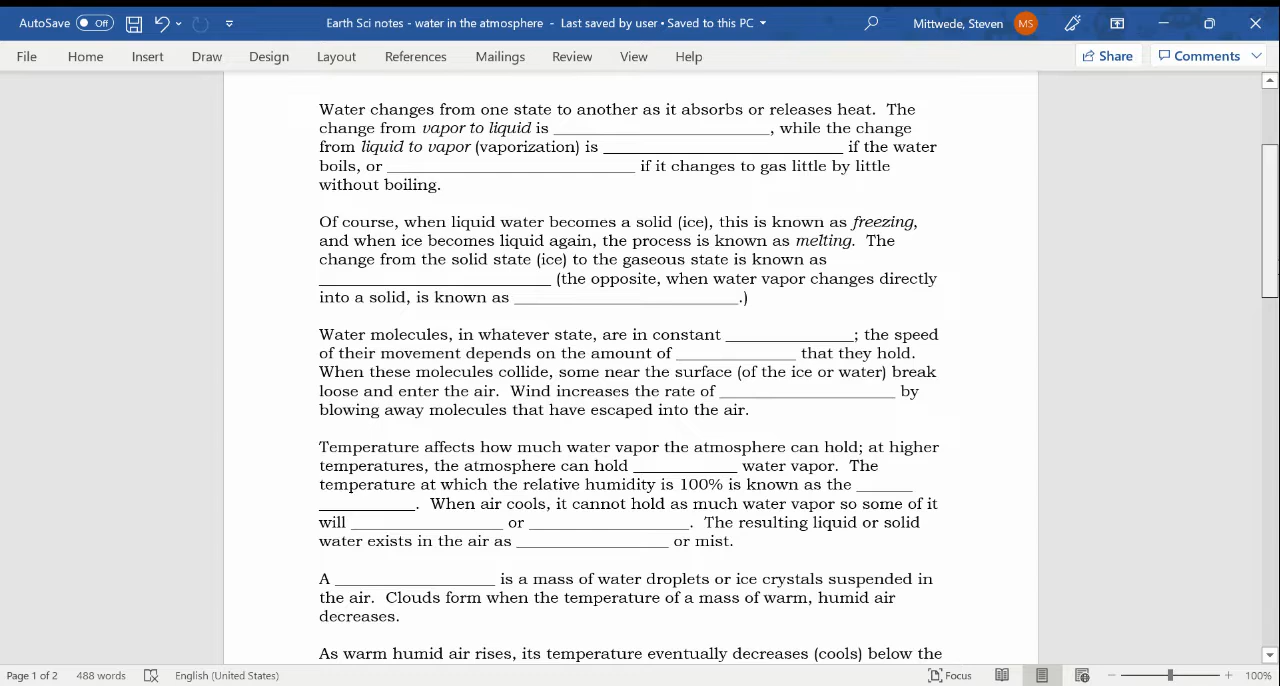 AutoSave Off Earth Sci notes - water in the atmosphere - Last saved by user • Saved to this PC Mittwede, Steven MS
File Home Insert Draw Design Layout References Mailings Review View Help Share Comments
Water changes from one state to another as it absorbs or releases heat. The
change from vapor to liquid is ___________________________, while the change
from liquid to vapor (vaporization) is ______________________________ if the water
boils, or _______________________________ if it changes to gas little by little
without boiling.
Of course, when liquid water becomes a solid (ice), this is known as freezing,
and when ice becomes liquid again, the process is known as melting. The
change from the solid state (ice) to the gaseous state is known as
_____________________________ (the opposite, when water vapor changes directly
into a solid, is known as ____________________________.)
Water molecules, in whatever state, are in constant ________________; the speed
of their movement depends on the amount of _______________ that they hold.
When these molecules collide, some near the surface (of the ice or water) break
loose and enter the air. Wind increases the rate of ______________________ by
blowing away molecules that have escaped into the air.
Temperature affects how much water vapor the atmosphere can hold; at higher
temperatures, the atmosphere can hold _____________ water vapor. The
temperature at which the relative humidity is 100% is known as the _______
____________. When air cools, it cannot hold as much water vapor so some of it
will ___________________ or ____________________. The resulting liquid or solid
water exists in the air as ___________________ or mist.
A ____________________ is a mass of water droplets or ice crystals suspended in
the air. Clouds form when the temperature of a mass of warm, humid air
decreases.
As warm humid air rises, its temperature eventually decreases (cools) below the
Page 1 of 2 488 words English (United States) Focus 100%